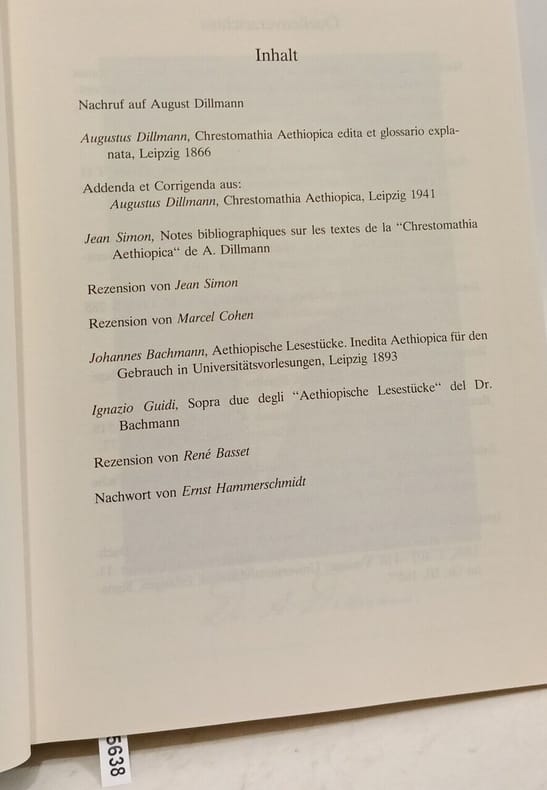 Inhalt
Nachruf auf August Dillmann
Augustus Dillmann, Chrestomathia Aethiopica edita et glossario expla-
nata, Leipzig 1866
Addenda et Corrigenda aus:
Augustus Dillmann, Chrestomathia Aethiopica, Leipzig 1941
Jean Simon, Notes bibliographiques sur les textes de la “Chrestomathia
Aethiopica“ de A. Dillmann
Rezension von Jean Simon
Rezension von Marcel Cohen
Johannes Bachmann, Aethiopische Lesestücke. Inedita Aethiopica für den
Gebrauch in Universitätsvorlesungen, Leipzig 1893
Ignazio Guidi, Sopra due degli “Aethiopische Lesestücke“ del Dr.
Bachmann
Rezension von René Basset
Nachwort von Ernst Hammerschmidt
5638